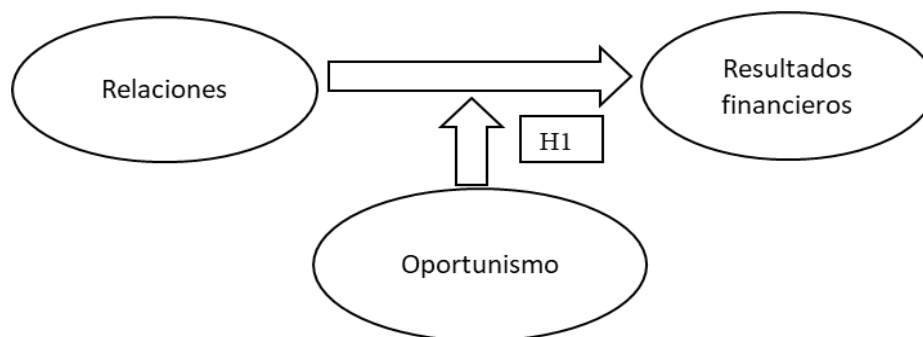 Relaciones
Resultados
financieros
H1
Oportunismo